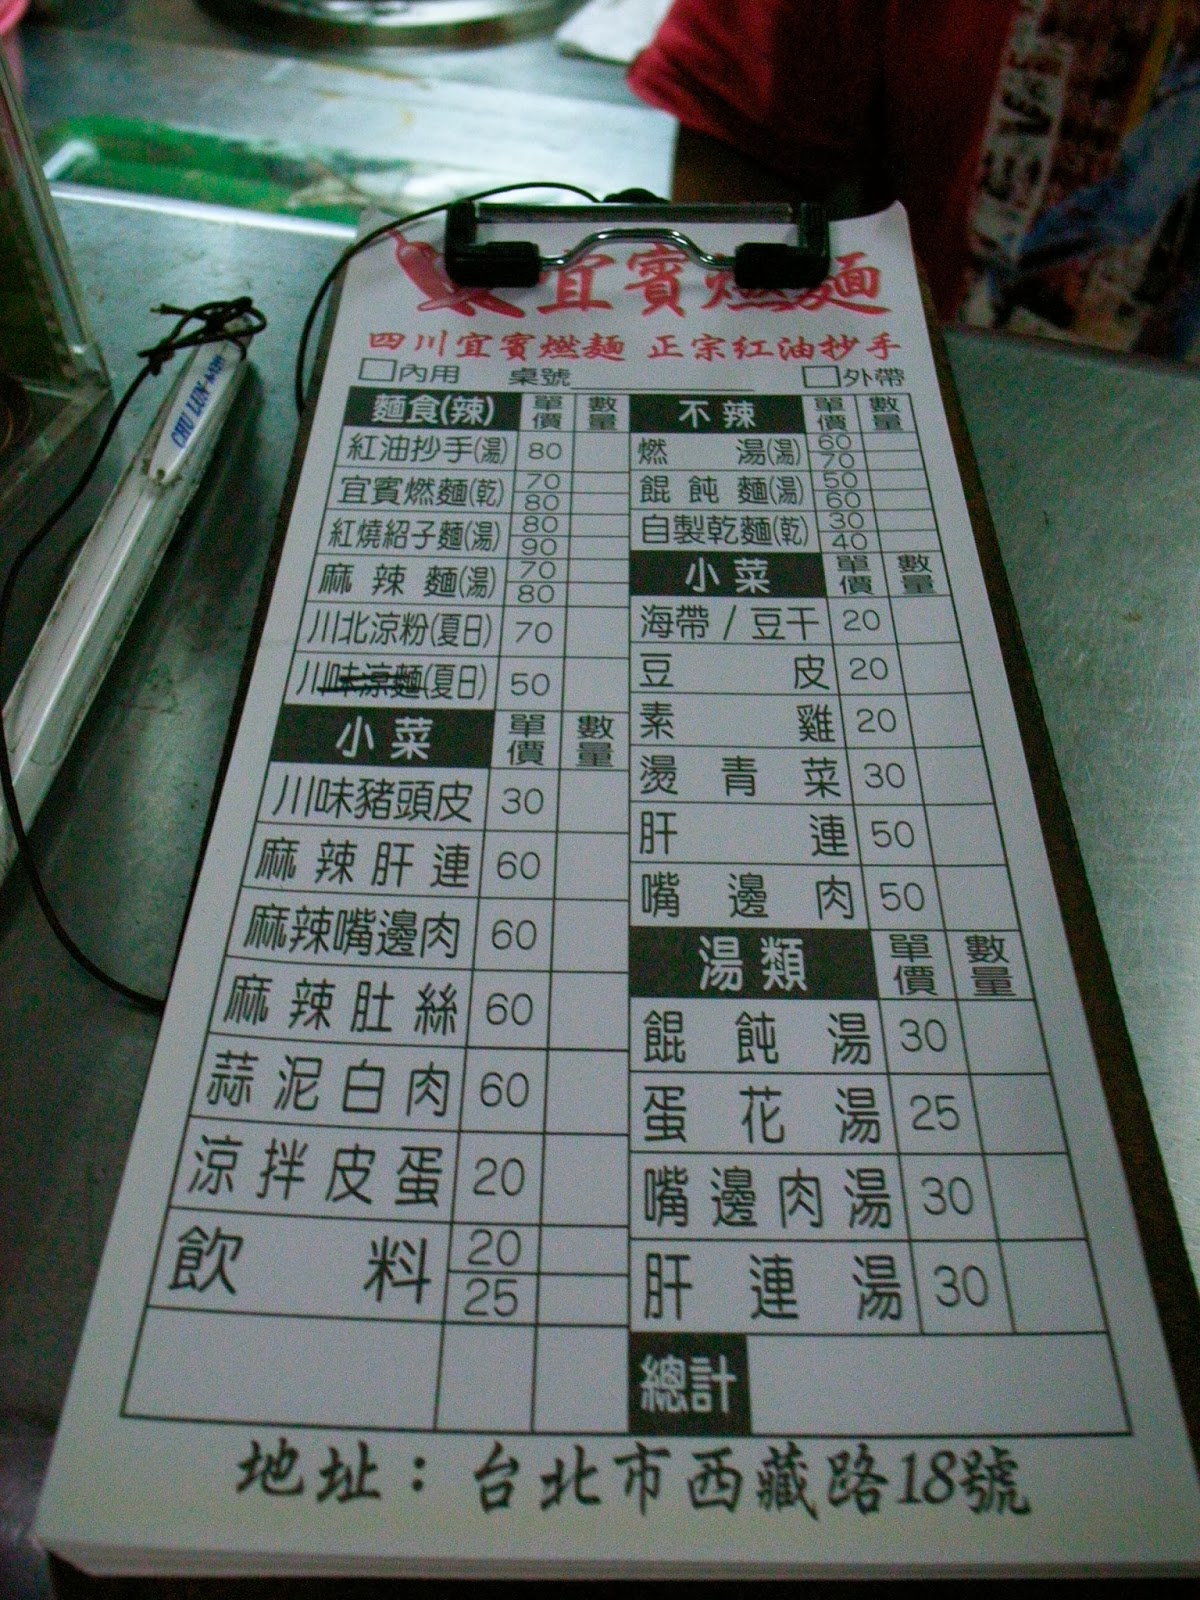 宜賓燃麵
四川宜賓燃麵 正宗紅油抄手
內用 桌號 外帶
麵食(辣) 單價 數量
紅油抄手(湯) 80
宜賓燃麵(乾) 70 80
紅燒紹子麵(湯) 80 90
麻辣麵(湯) 70 80
川北涼粉(夏日) 70
川味涼麵(夏日) 50
小菜 單價 數量
川味豬頭皮 30
麻辣肝連 60
麻辣嘴邊肉 60
麻辣肚絲 60
蒜泥白肉 60
涼拌皮蛋 20
飲料 20 25
不辣 單價 數量
燃湯(湯) 60 70
餛飩麵(湯) 50 60
自製乾麵(乾) 30 40
小菜 單價 數量
海帶/豆干 20
豆皮 20
素雞 20
燙青菜 30
肝連 50
嘴邊肉 50
湯類 單價 數量
餛飩湯 30
蛋花湯 25
嘴邊肉湯 30
肝連湯 30
總計
地址：台北市西藏路18號